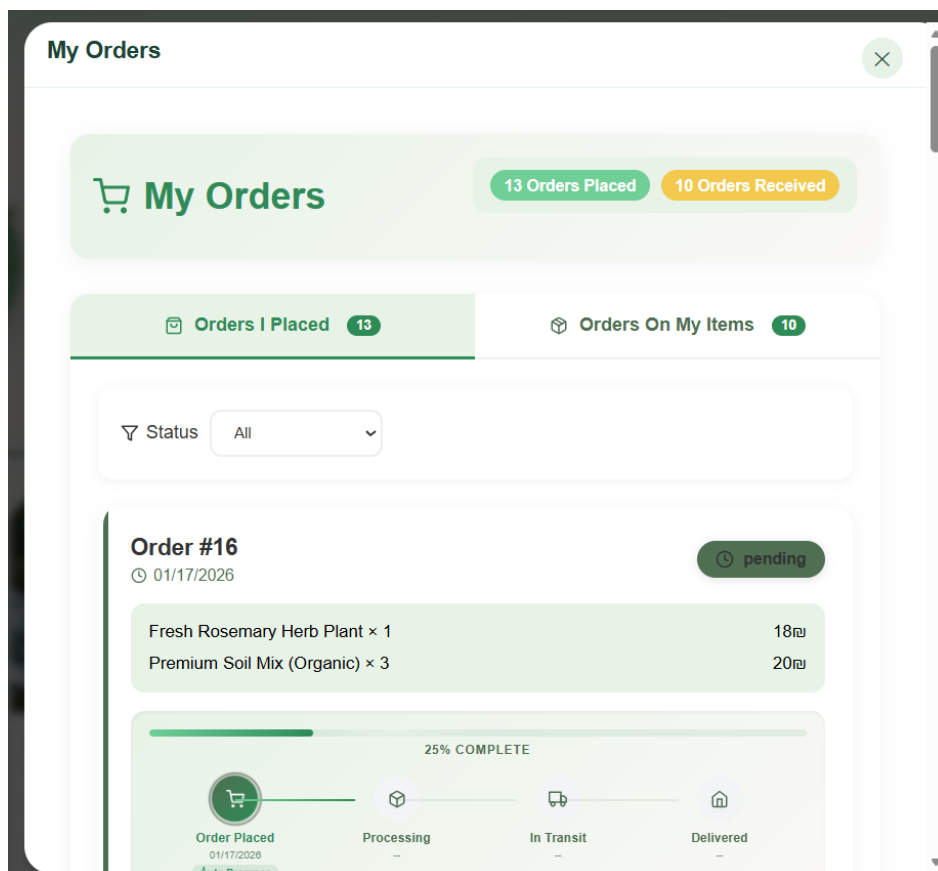 My Orders
My Orders
13 Orders Placed
10 Orders Received
Orders I Placed 13
Orders On My Items 10
Status All
Order #16
pending
01/17/2026
Fresh Rosemary Herb Plant × 1 18₪
Premium Soil Mix (Organic) × 3 20₪
25% COMPLETE
Order Placed Processing In Transit Delivered
01/17/2026 -- -- --
In Progress